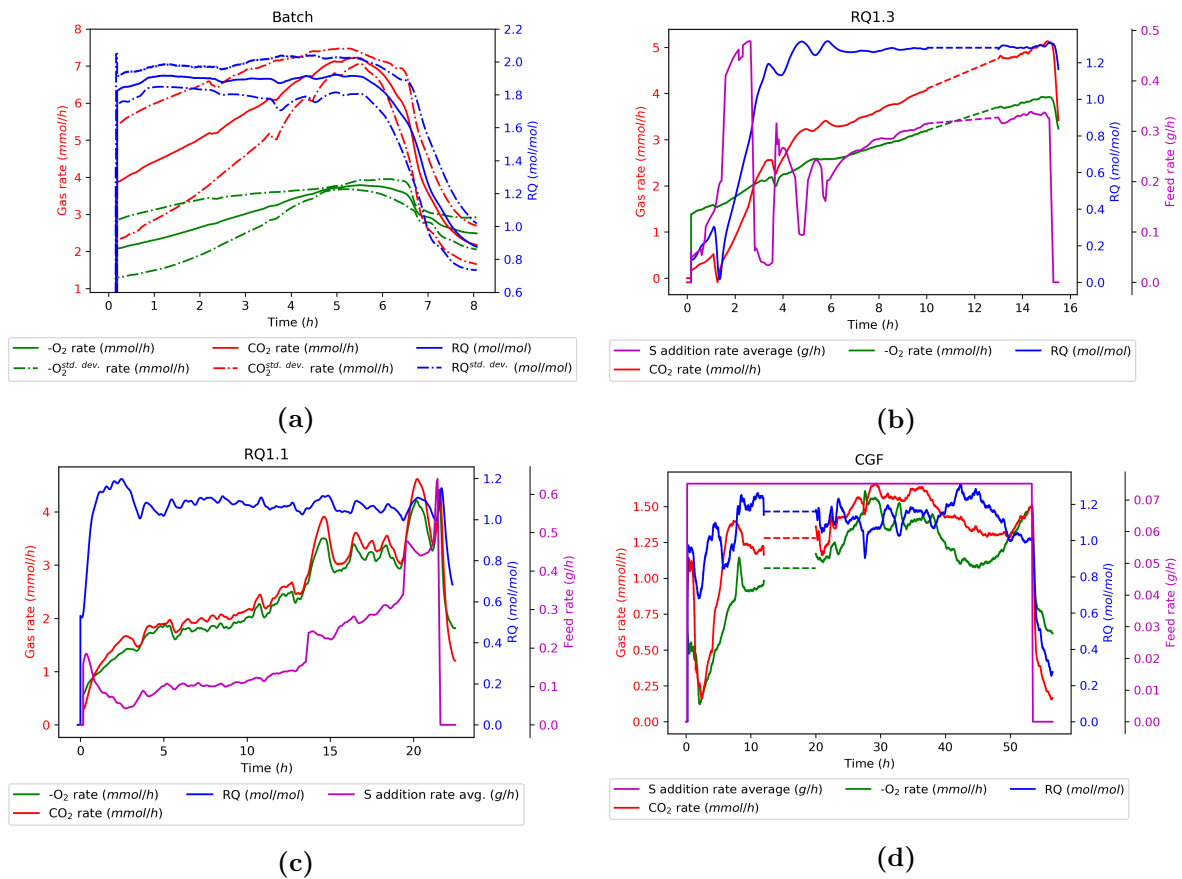 Batch
8
7
6
5
4
3
2
1
Gas rate (mmol/h)
2.2
2.0
1.8
1.6
1.4
1.2
1.0
0.8
0.6
RQ (mol/mol)
0 1 2 3 4 5 6 7 8
Time (h)
-O₂ rate (mmol/h) CO₂ rate (mmol/h) RQ (mol/mol)
-O₂^std. dev. rate (mmol/h) CO₂^std. dev. rate (mmol/h) RQ^std. dev. (mol/mol)
(a)
RQ1.3
5
4
3
2
1
0
Gas rate (mmol/h)
1.2
1.0
0.8
0.6
0.4
0.2
0.0
RQ (mol/mol)
0.5
0.4
0.3
0.2
0.1
0.0
Feed rate (g/h)
0 2 4 6 8 10 12 14 16
Time (h)
S addition rate average (g/h) -O₂ rate (mmol/h) RQ (mol/mol)
CO₂ rate (mmol/h)
(b)
RQ1.1
4
3
2
1
0
Gas rate (mmol/h)
1.2
1.0
0.8
0.6
0.4
0.2
0.0
RQ (mol/mol)
0.6
0.5
0.4
0.3
0.2
0.1
0.0
Feed rate (g/h)
0 5 10 15 20
Time (h)
-O₂ rate (mmol/h) RQ (mol/mol) S addition rate avg. (g/h)
CO₂ rate (mmol/h)
(c)
CGF
1.50
1.25
1.00
0.75
0.50
0.25
0.00
Gas rate (mmol/h)
1.2
1.0
0.8
0.6
0.4
0.2
0.0
RQ (mol/mol)
0.07
0.06
0.05
0.04
0.03
0.02
0.01
0.00
Feed rate (g/h)
0 10 20 30 40 50
Time (h)
S addition rate average (g/h) -O₂ rate (mmol/h) RQ (mol/mol)
CO₂ rate (mmol/h)
(d)